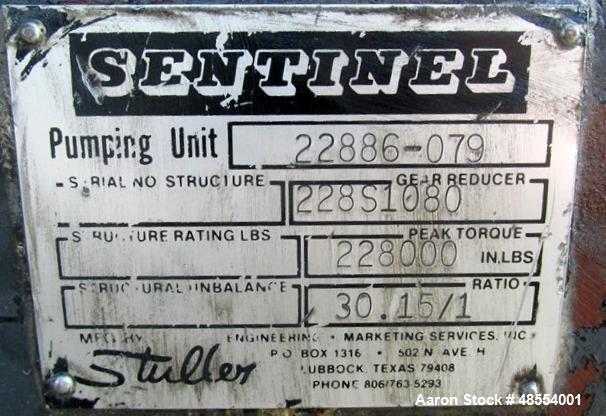 SENTINEL
Pumping Unit 22886-079
SERIAL NO STRUCTURE GEAR REDUCER
228S1080
STRUCTURE RATING LBS PEAK TORQUE
228000 IN.LBS
STRUCTURAL UNBALANCE RATIO
30.15/1
MFG BY ENGINEERING • MARKETING SERVICES, INC
Stuller P O BOX 1316 • 502 N AVE. H
LUBBOCK, TEXAS 79408
PHONE 806/763-5293
Aaron Stock # 48554001